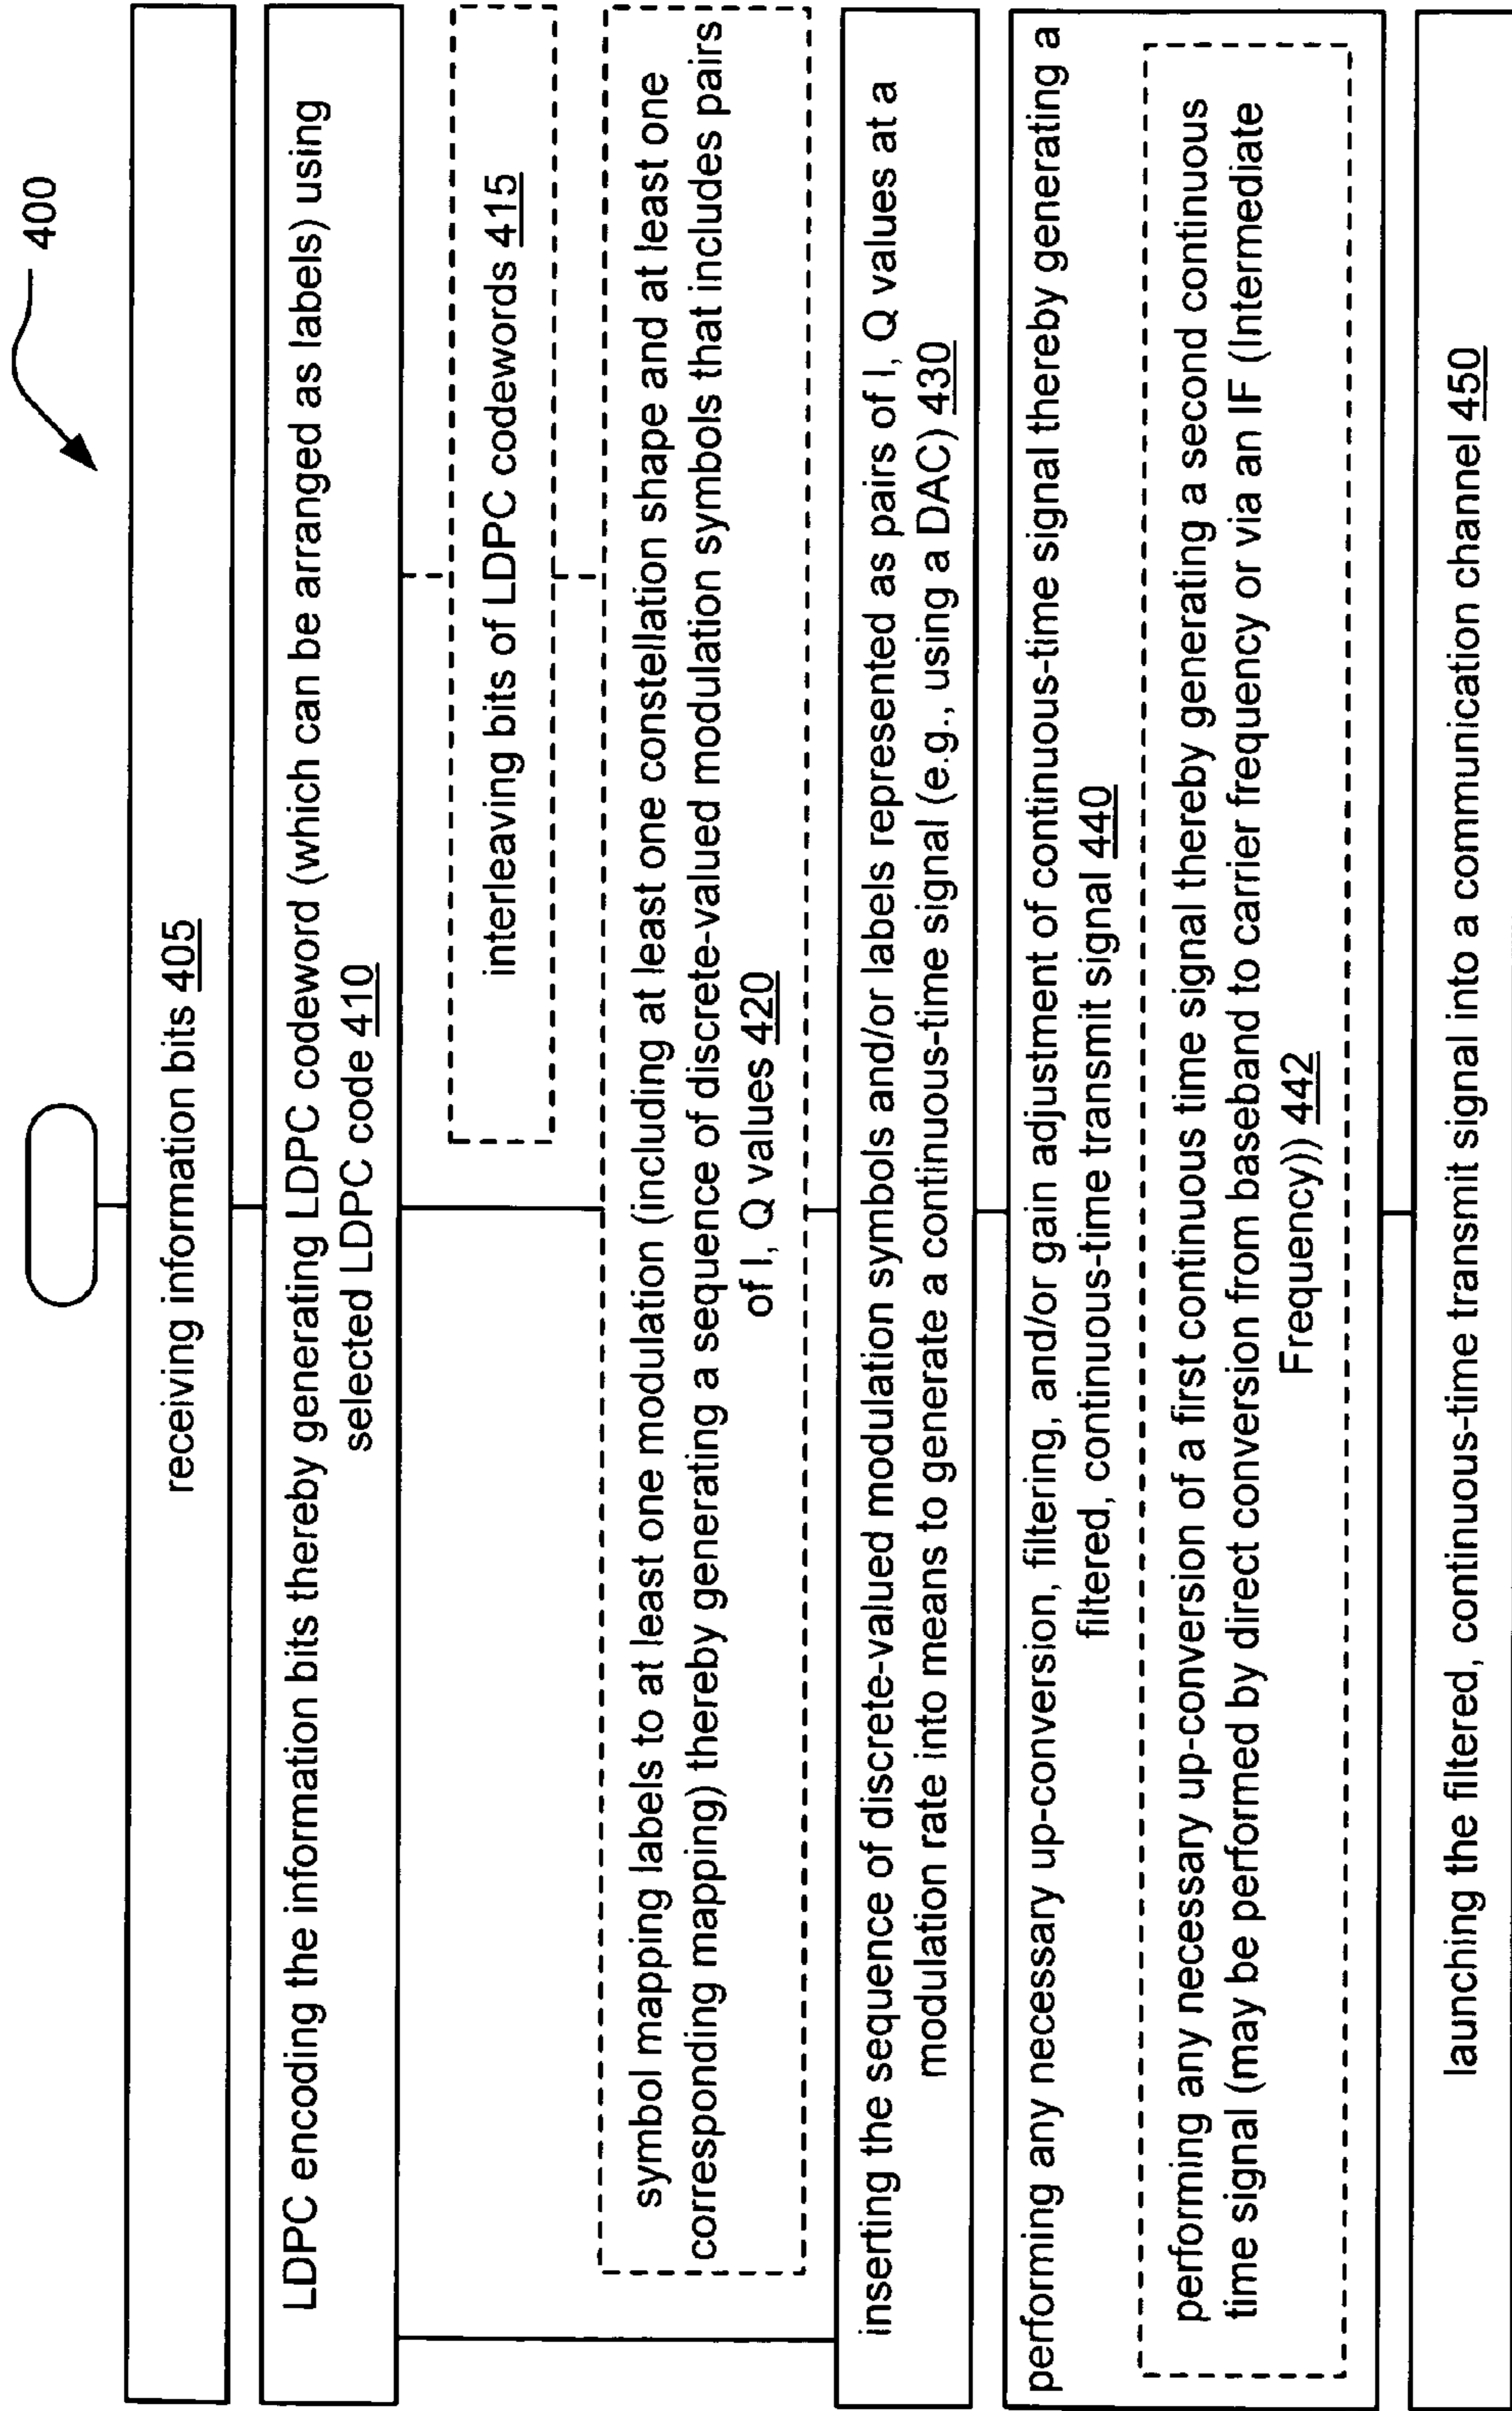 400
receiving information bits 405
LDPC encoding the information bits thereby generating LDPC codeword (which can be arranged as labels) using
selected LDPC code 410
interleaving bits of LDPC codewords 415
symbol mapping labels to at least one modulation (including at least one constellation shape and at least one
corresponding mapping) thereby generating a sequence of discrete-valued modulation symbols that includes pairs
of I, Q values 420
inserting the sequence of discrete-valued modulation symbols and/or labels represented as pairs of I, Q values at a
modulation rate into means to generate a continuous-time signal (e.g., using a DAC) 430
performing any necessary up-conversion, filtering, and/or gain adjustment of continuous-time signal thereby generating a
filtered, continuous-time transmit signal 440
performing any necessary up-conversion of a first continuous time signal thereby generating a second continuous
time signal (may be performed by direct conversion from baseband to carrier frequency or via an IF (Intermediate
Frequency)) 442
launching the filtered, continuous-time transmit signal into a communication channel 450